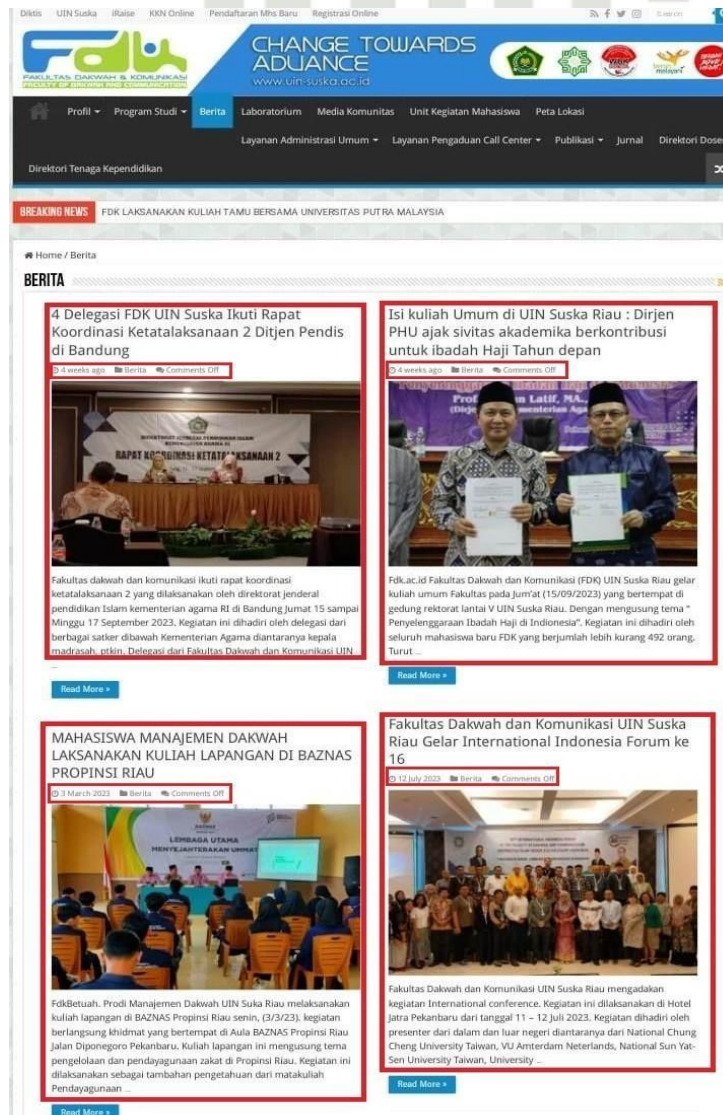 Diktis UIN Suska iRaise KKN Online Pendaftaran Mhs Baru Registrasi Online Search
Fdk
FAKULTAS DAKWAH & KOMUNIKASI
FACULTY OF DAKWAH AND COMMUNICATION
CHANGE TOWARDS
ADUANCE
www.uin-suska.ac.id
Profil Program Studi Berita Laboratorium Media Komunitas Unit Kegiatan Mahasiswa Peta Lokasi
Layanan Administrasi Umum Layanan Pengaduan Call Center Publikasi Jurnal Direktori Dosen
Direktori Tenaga Kependidikan
BREAKING NEWS FDK LAKSANAKAN KULIAH TAMU BERSAMA UNIVERSITAS PUTRA MALAYSIA
Home / Berita
BERITA
4 Delegasi FDK UIN Suska Ikuti Rapat
Koordinasi Ketatalaksanaan 2 Ditjen Pendis
di Bandung
4 weeks ago Berita Comments Off
RAPAT KOORDINASI KETATALAKSANAAN 2
Fakultas dakwah dan komunikasi ikuti rapat koordinasi
ketatalaksanaan 2 yang dilaksanakan oleh direktorat jenderal
pendidikan Islam kementerian agama RI di Bandung Jumat 15 sampai
Minggu 17 September 2023. Kegiatan ini dihadiri oleh delegasi dari
berbagai satker dibawah Kementerian Agama diantaranya kepala
madrasah, ptkin. Delegasi dari Fakultas Dakwah dan Komunikasi UIN
...
Read More »
Isi kuliah Umum di UIN Suska Riau : Dirjen
PHU ajak sivitas akademika berkontribusi
untuk ibadah Haji Tahun depan
4 weeks ago Berita Comments Off
Latif, MA.,
Fdk.ac.id Fakultas Dakwah dan Komunikasi (FDK) UIN Suska Riau gelar
kuliah umum Fakultas pada Jum'at (15/09/2023) yang bertempat di
gedung rektorat lantai V UIN Suska Riau. Dengan mengusung tema "
Penyelenggaraan Ibadah Haji di Indonesia". Kegiatan ini dihadiri oleh
seluruh mahasiswa baru FDK yang berjumlah lebih kurang 492 orang.
Turut ...
Read More »
MAHASISWA MANAJEMEN DAKWAH
LAKSANAKAN KULIAH LAPANGAN DI BAZNAS
PROPINSI RIAU
3 March 2023 Berita Comments Off
LEMBAGA UTAMA
MENYEJAHTERAKAN UMMAT
FdkBetuah. Prodi Manajemen Dakwah UIN Suka Riau melaksanakan
kuliah lapangan di BAZNAS Propinsi Riau senin, (3/3/23). kegiatan
berlangsung khidmat yang bertempat di Aula BAZNAS Propinsi Riau
Jalan Diponegoro Pekanbaru. Kuliah lapangan ini mengusung tema
pengelolaan dan pendayagunaan zakat di Propinsi Riau. Kegiatan ini
dilaksanakan sebagai tambahan pengetahuan dari matakuliah
Pendayagunaan ...
Read More »
Fakultas Dakwah dan Komunikasi UIN Suska
Riau Gelar International Indonesia Forum ke
16
12 July 2023 Berita Comments Off
Fakultas Dakwah dan Komunikasi UIN Suska Riau mengadakan
kegiatan International conference. Kegiatan ini dilaksanakan di Hotel
Jatra Pekanbaru dari tanggal 11 – 12 Juli 2023. Kegiatan dihadiri oleh
presenter dari dalam dan luar negeri diantaranya dari National Chung
Cheng University Taiwan, VU Amterdam Neterlands, National Sun Yat-
Sen University Taiwan, University ...
Read More »